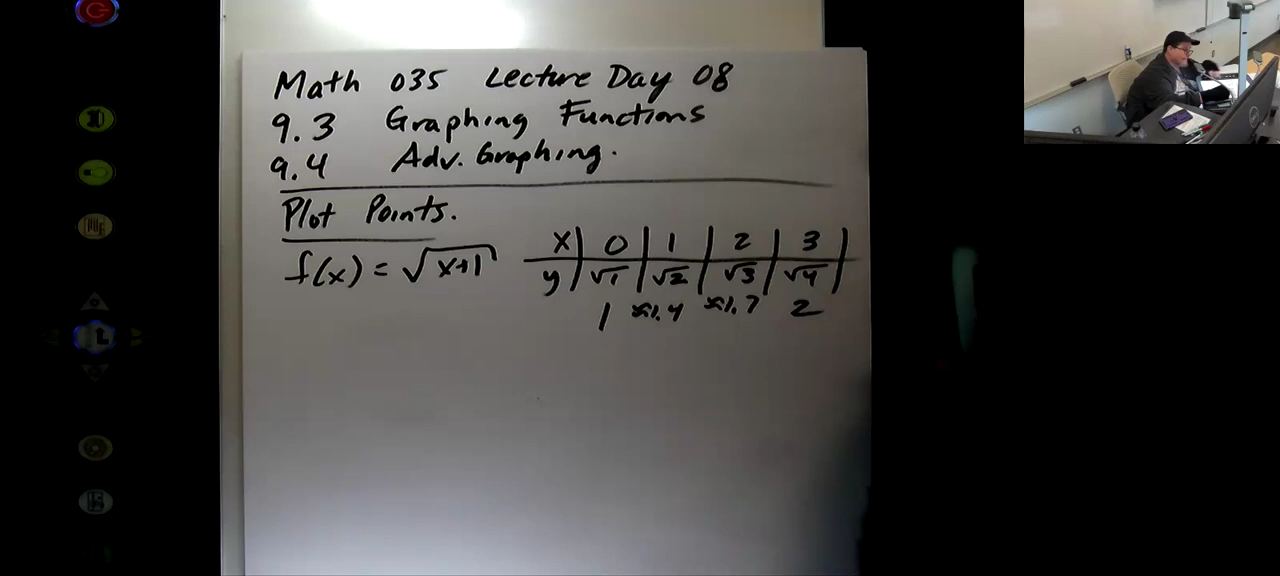 Math 035 Lecture Day 08
9.3 Graphing Functions
9.4 Adv. Graphing.
Plot Points.
f(x) = √x+1
x | 0 | 1 | 2 | 3 |
y | √1 | √2 | √3 | √4 |
1 ≈1.4 ≈1.7 2